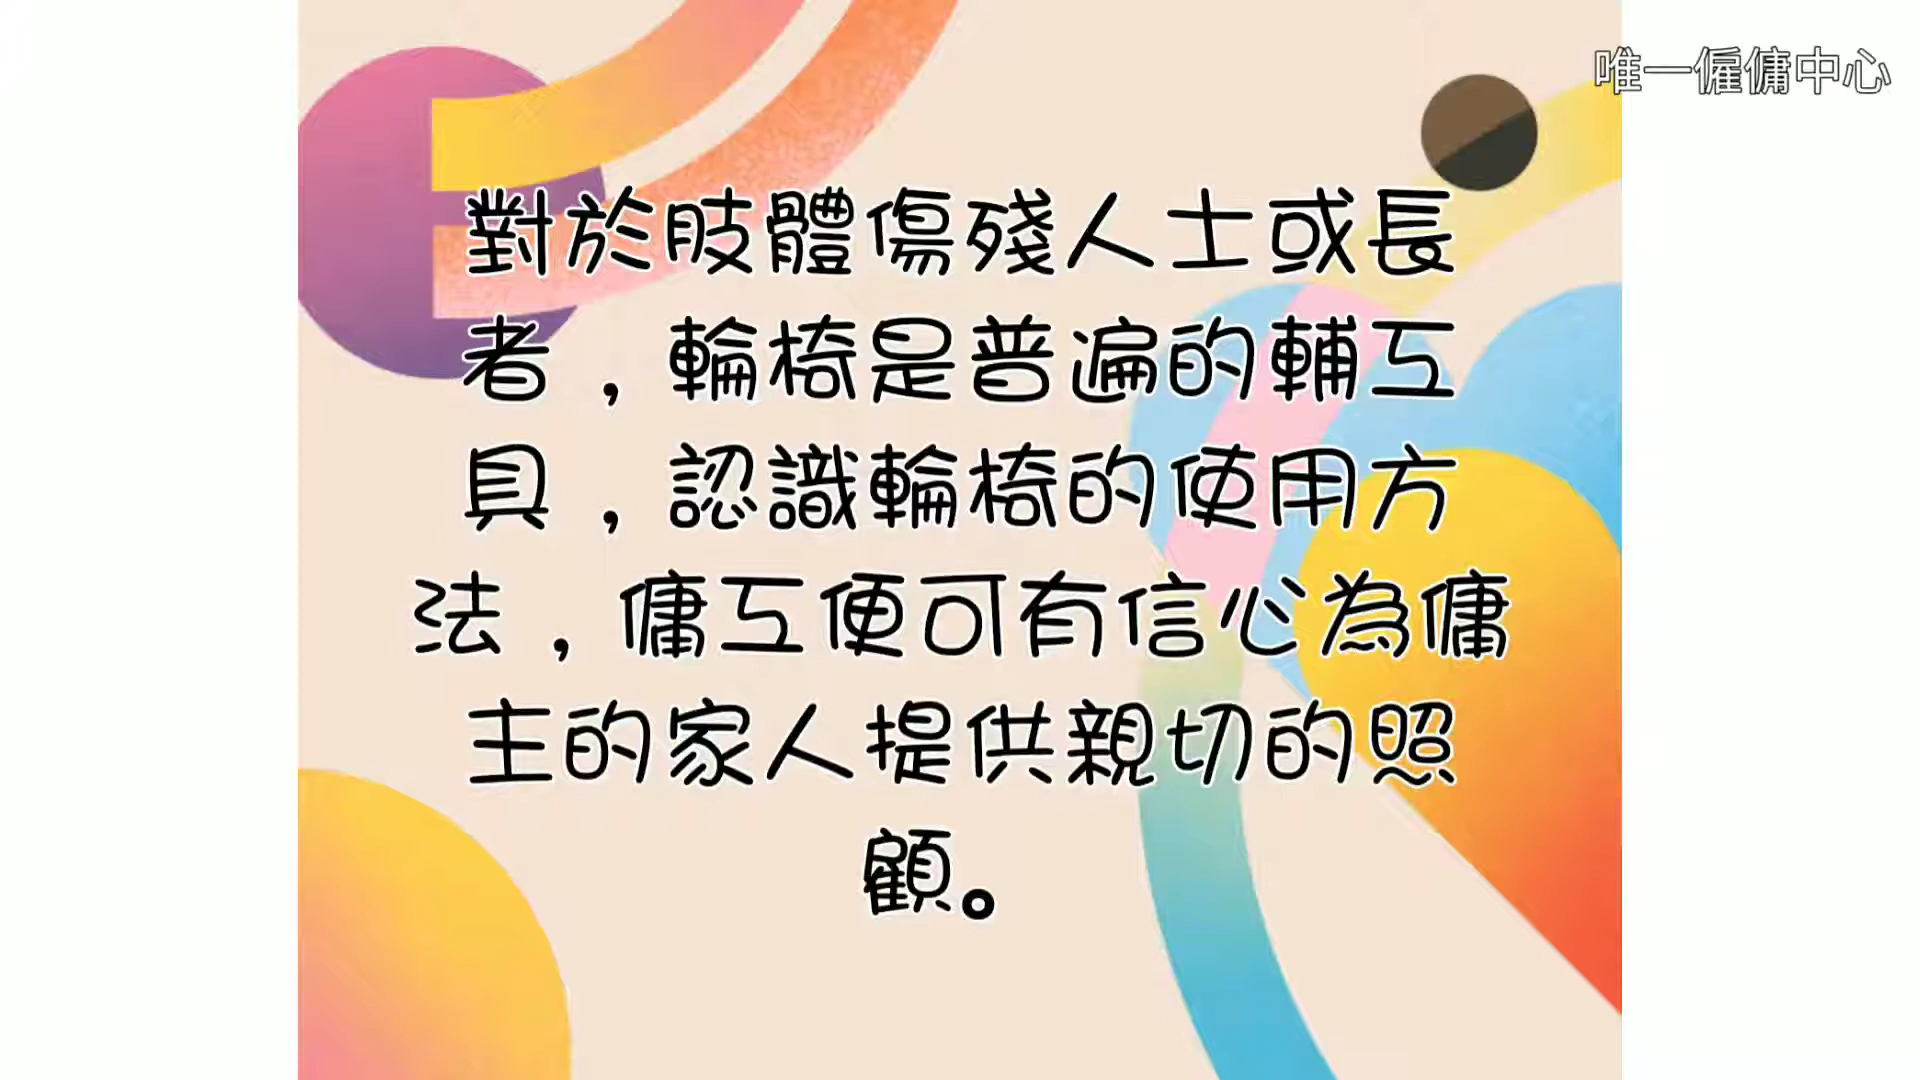 唯一僱傭中心
對於肢體傷殘人士或長
者，輪椅是普遍的輔工
具，認識輪椅的使用方
法，傭工便可有信心為傭
主的家人提供親切的照
顧。